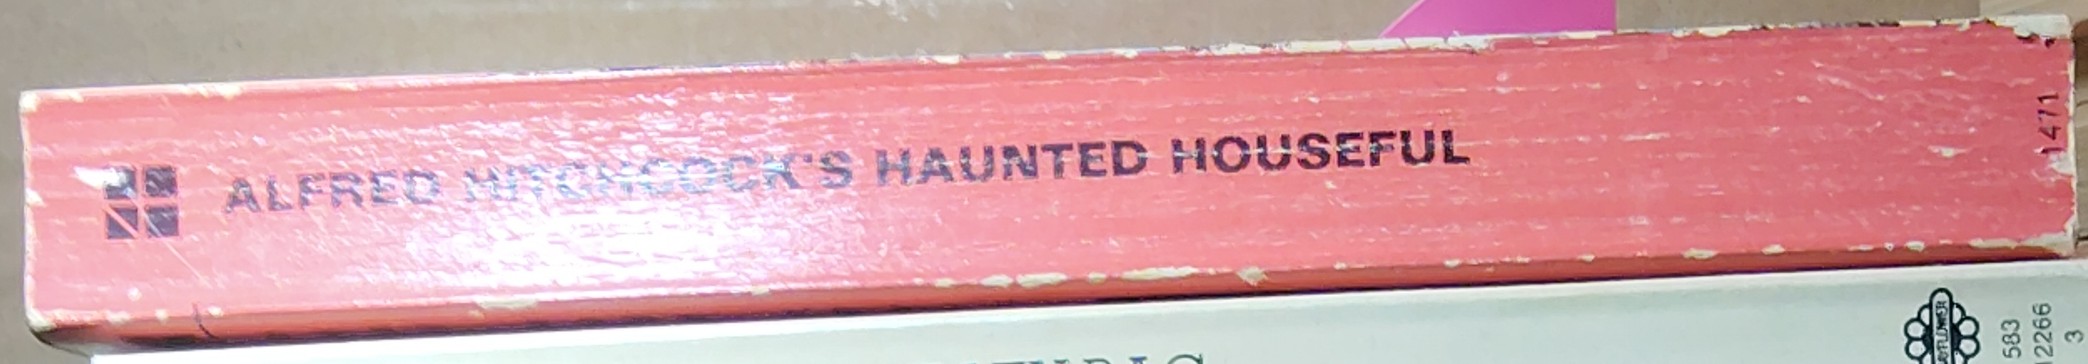 ALFRED HITCHCOCK'S HAUNTED HOUSEFUL
1471
583
12266
3